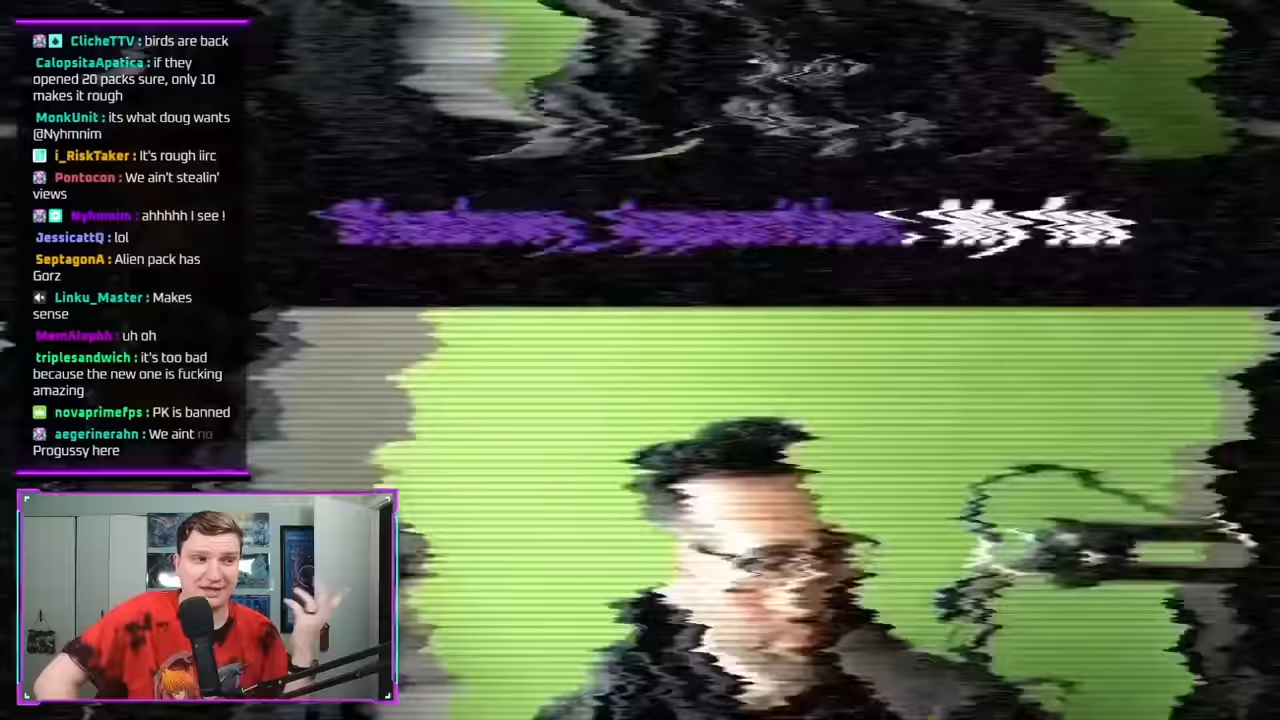 ClicheTTV : birds are back
CalopsitaApatica : if they
opened 20 packs sure, only 10
makes it rough
MonkUnit : its what doug wants
@Nyhmnim
i_RiskTaker : It's rough iirc
Pontocon : We ain't stealin'
views
Nyhmnim : ahhhhh I see !
JessicattQ : lol
SeptagonA : Alien pack has
Gorz
Linku_Master : Makes
sense
MemAlephh : uh oh
triplesandwich : it's too bad
because the new one is fucking
amazing
novaprimefps : PK is banned
aegerinerahn : We aint no
Progussy here